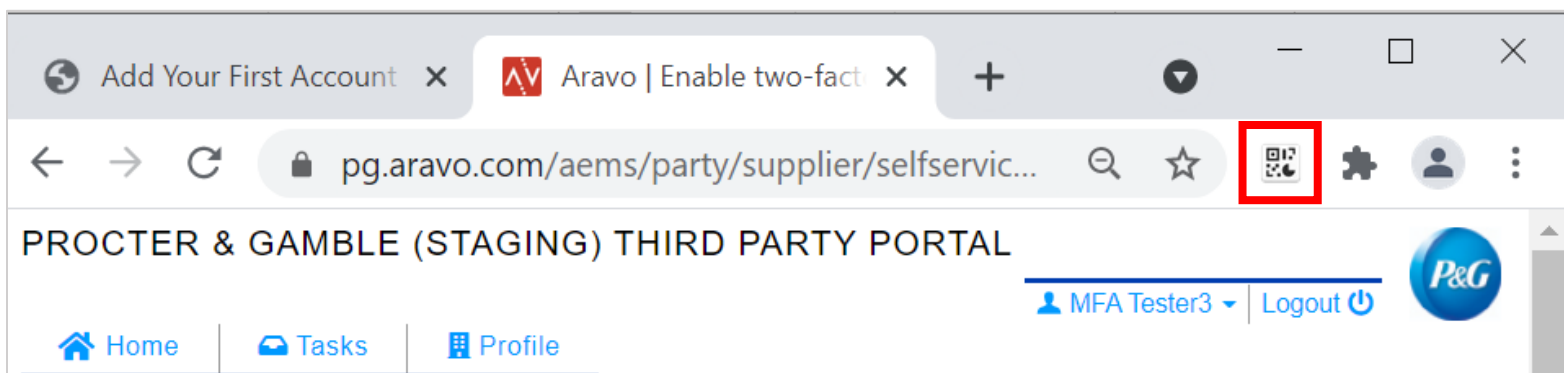 Add Your First Account
Aravo | Enable two-fact
pg.aravo.com/aems/party/supplier/selfservic...
PROCTER & GAMBLE (STAGING) THIRD PARTY PORTAL
P&G
MFA Tester3
Logout
Home
Tasks
Profile